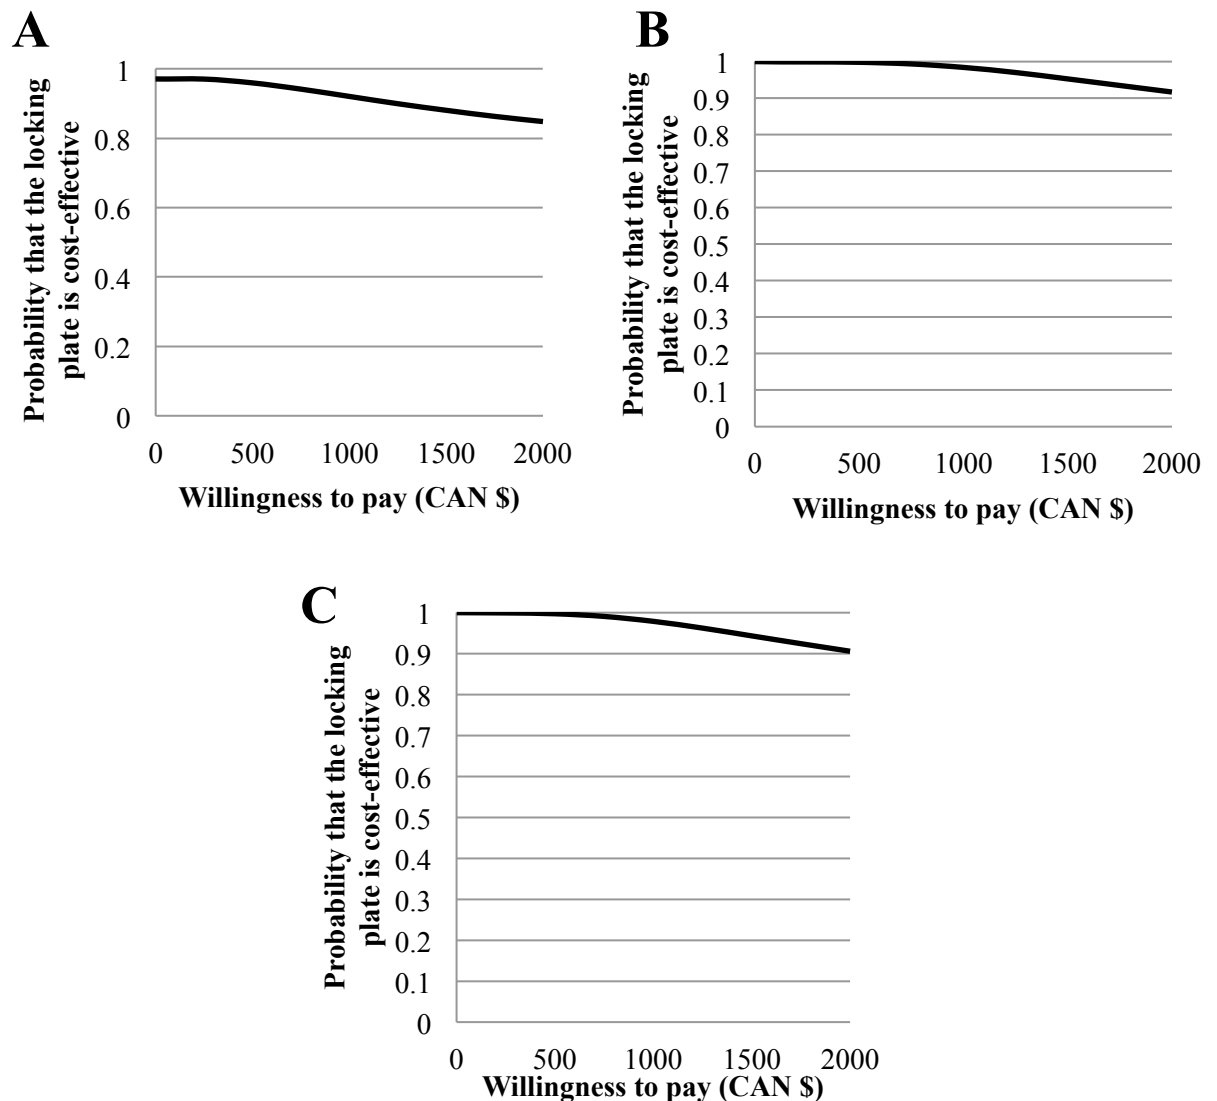 A
Probability that the locking
plate is cost-effective
1
0.8
0.6
0.4
0.2
0
0 500 1000 1500 2000
Willingness to pay (CAN $)
B
Probability that the locking
plate is cost-effective
1
0.9
0.8
0.7
0.6
0.5
0.4
0.3
0.2
0.1
0
0 500 1000 1500 2000
Willingness to pay (CAN $)
C
Probability that the locking
plate is cost-effective
1
0.9
0.8
0.7
0.6
0.5
0.4
0.3
0.2
0.1
0
0 500 1000 1500 2000
Willingness to pay (CAN $)